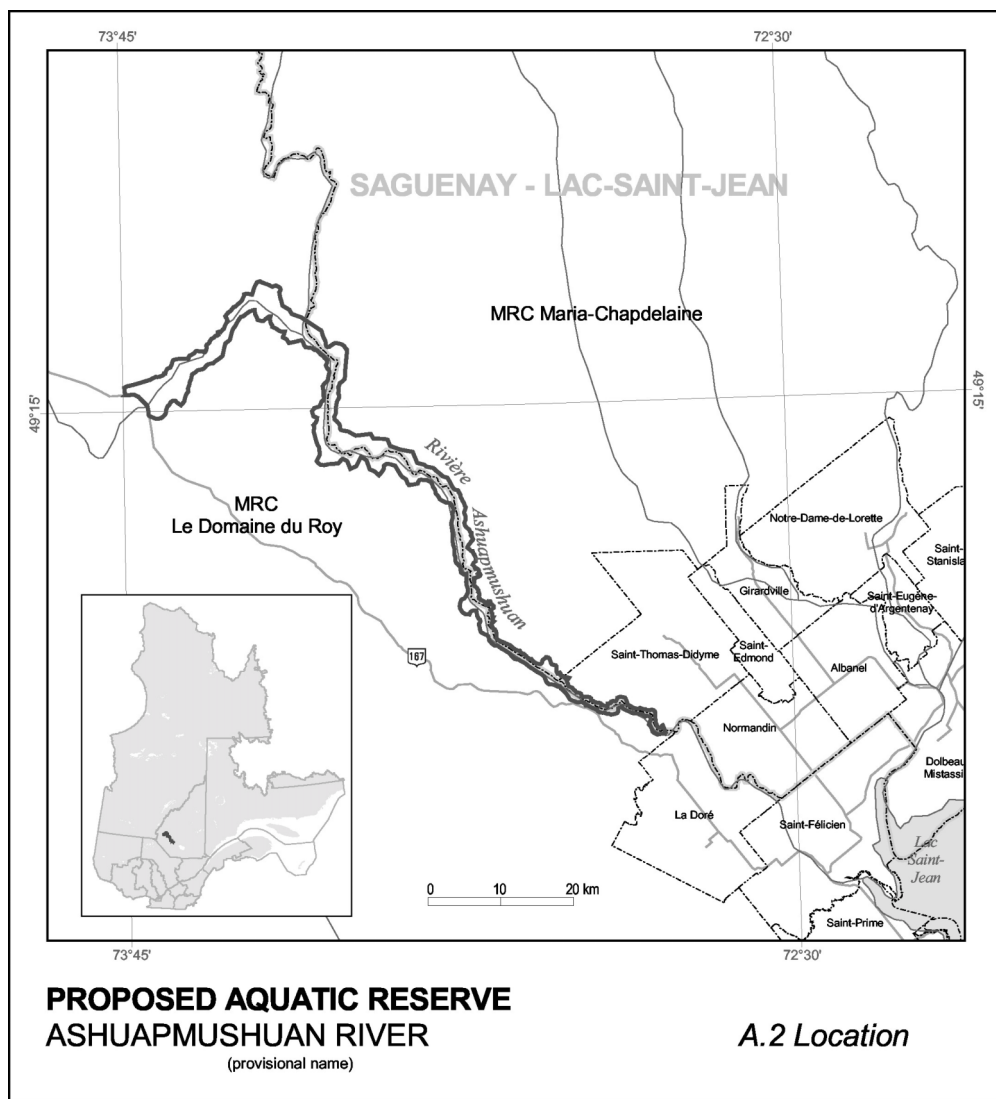 73°45'
72°30'
SAGUENAY - LAC-SAINT-JEAN
MRC Maria-Chapdelaine
49°15'
49°15'
Rivière
Ashuapmushuan
MRC
Le Domaine du Roy
Notre-Dame-de-Lorette
Saint-
Stanisla
Girardville
Saint-Eugène-
d'Argentenay
Saint-Thomas-Didyme
Saint-
Edmond
Albanel
167
Normandin
Dolbeau
Mistassi
La Doré
Saint-Félicien
Lac
Saint-
Jean
0 10 20 km
Saint-Prime
73°45'
72°30'
PROPOSED AQUATIC RESERVE
ASHUAPMUSHUAN RIVER
(provisional name)
A.2 Location